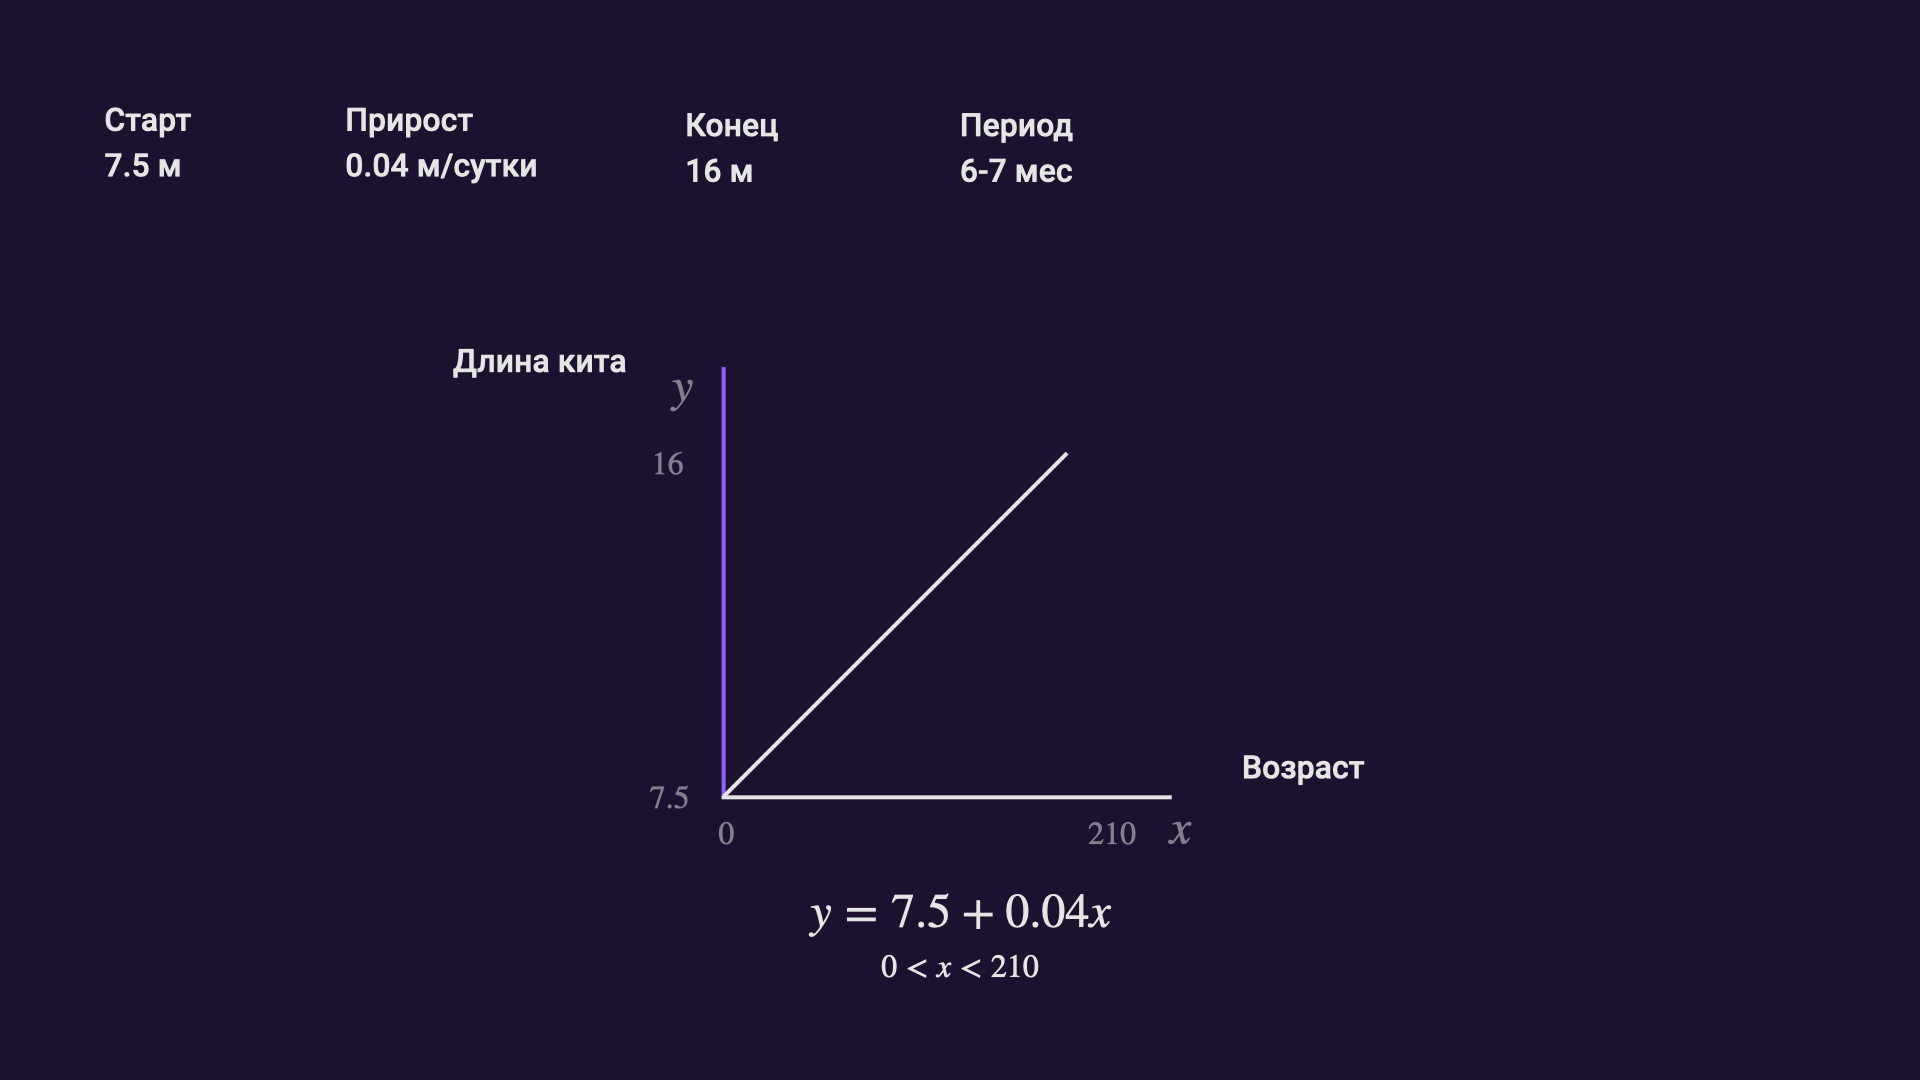 Старт
7.5 м
Прирост
0.04 м/сутки
Конец
16 м
Период
6-7 мес
Длина кита
y
16
7.5
Возраст
0
210
x
y = 7.5 + 0.04x
0 < x < 210